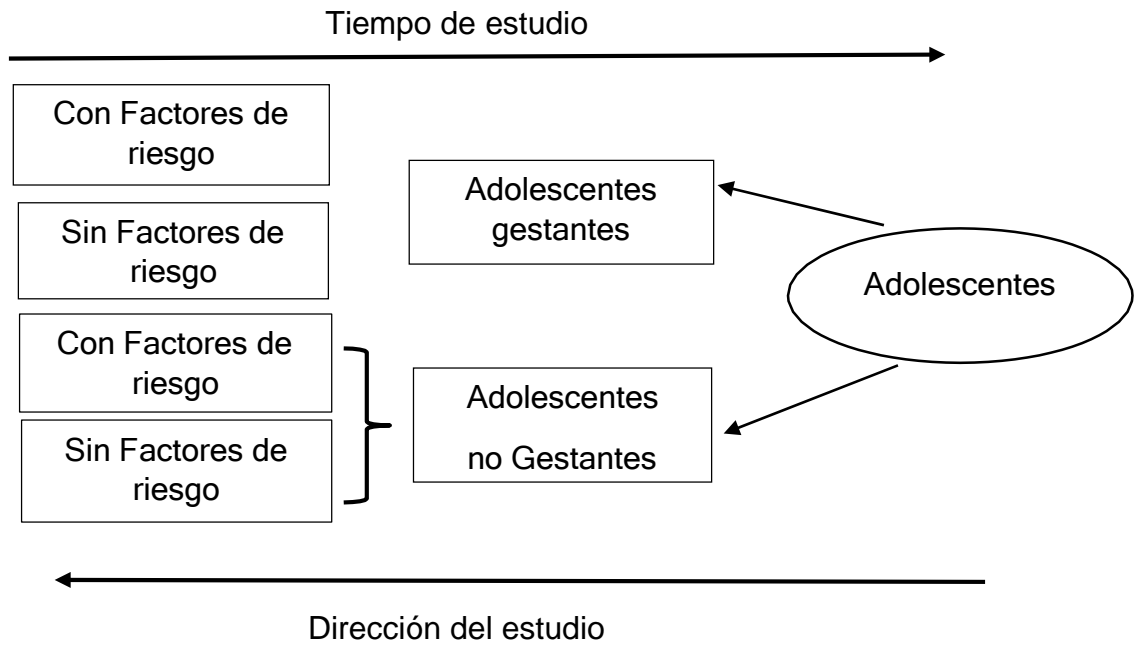 Tiempo de estudio
Con Factores de
riesgo
Sin Factores de
riesgo
Con Factores de
riesgo
Sin Factores de
riesgo
Adolescentes
gestantes
Adolescentes
no Gestantes
Adolescentes
Dirección del estudio